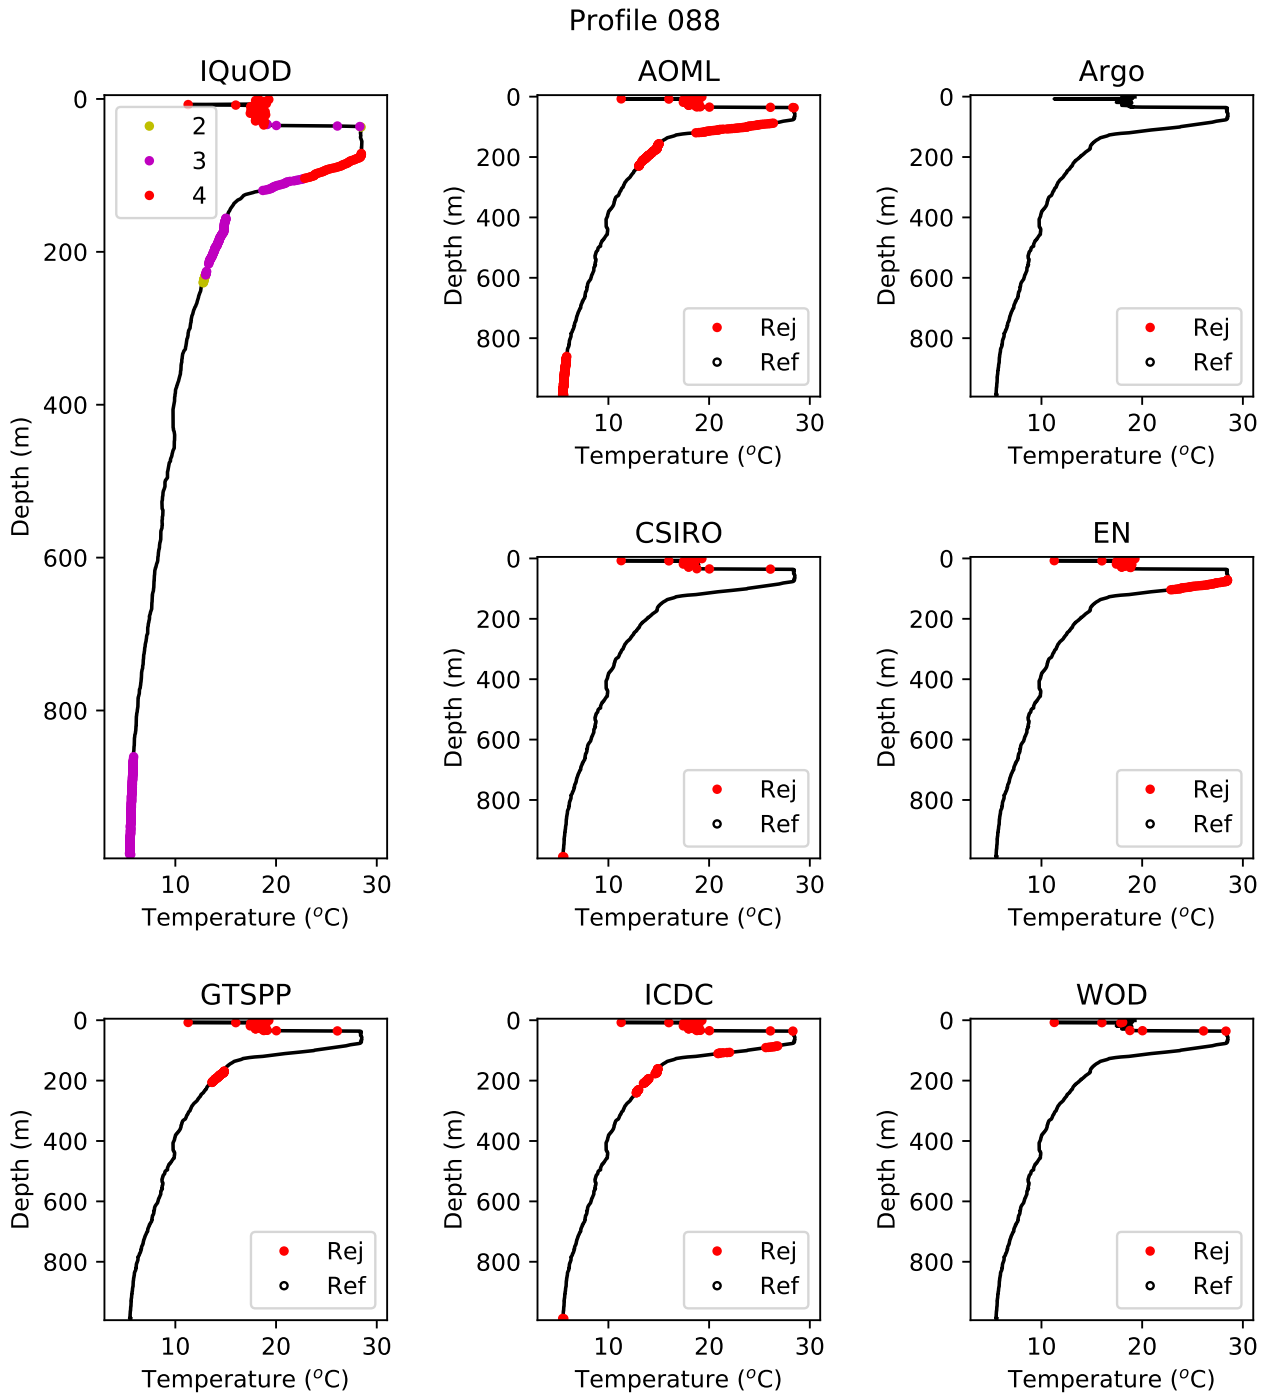 Profile 088
IQuOD
0
200
400
600
800
Depth (m)
2
3
4
10 20 30
Temperature (°C)
AOML
0
200
400
600
800
Depth (m)
Rej
Ref
10 20 30
Temperature (°C)
Argo
0
200
400
600
800
Depth (m)
Rej
Ref
10 20 30
Temperature (°C)
CSIRO
0
200
400
600
800
Depth (m)
Rej
Ref
10 20 30
Temperature (°C)
EN
0
200
400
600
800
Depth (m)
Rej
Ref
10 20 30
Temperature (°C)
GTSPP
0
200
400
600
800
Depth (m)
Rej
Ref
10 20 30
Temperature (°C)
ICDC
0
200
400
600
800
Depth (m)
Rej
Ref
10 20 30
Temperature (°C)
WOD
0
200
400
600
800
Depth (m)
Rej
Ref
10 20 30
Temperature (°C)